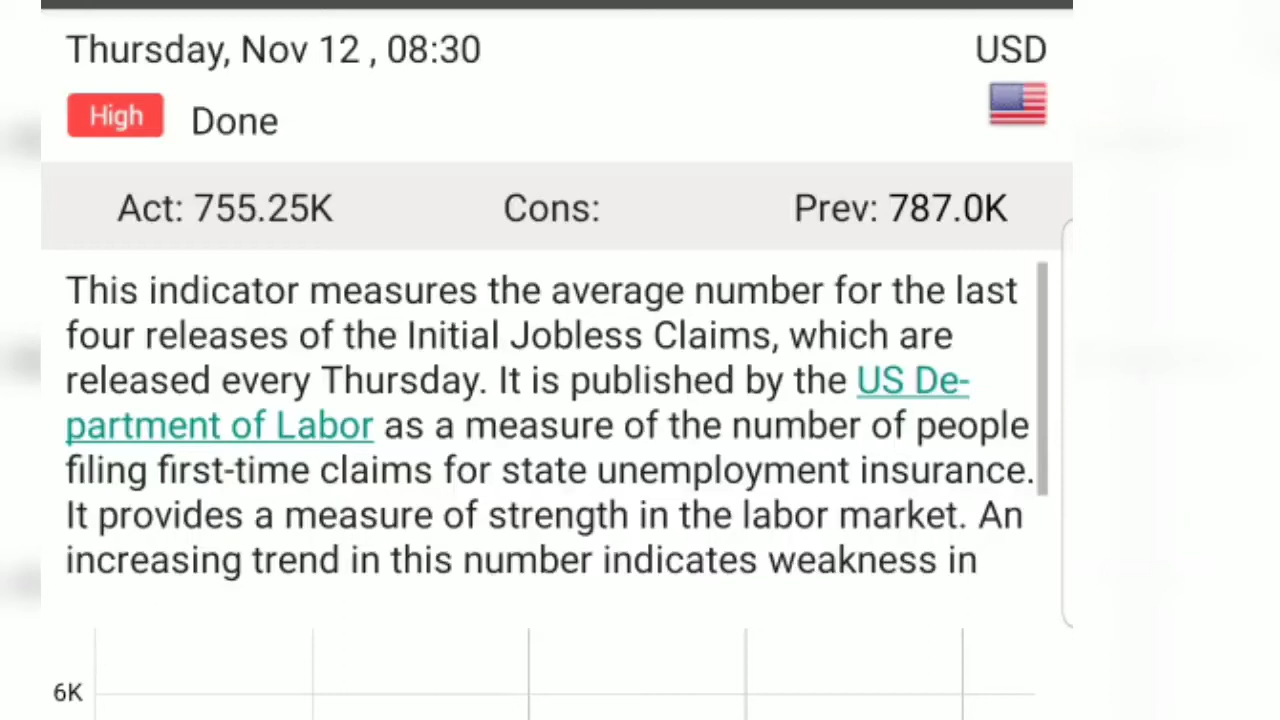 Thursday, Nov 12 , 08:30 USD
High Done
Act: 755.25K Cons: Prev: 787.0K
This indicator measures the average number for the last
four releases of the Initial Jobless Claims, which are
released every Thursday. It is published by the US De-
partment of Labor as a measure of the number of people
filing first-time claims for state unemployment insurance.
It provides a measure of strength in the labor market. An
increasing trend in this number indicates weakness in
6K